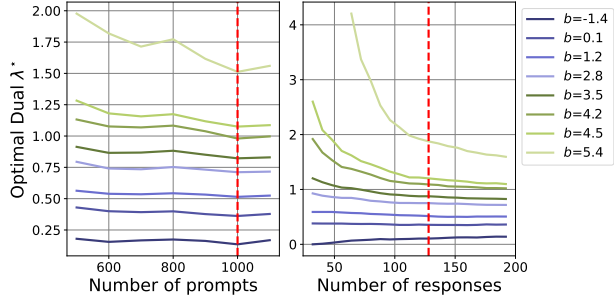 Optimal Dual λ*
2.00
1.75
1.50
1.25
1.00
0.75
0.50
0.25
600
800
1000
Number of prompts
4
3
2
1
0
50
100
150
200
Number of responses
b=-1.4
b=0.1
b=1.2
b=2.8
b=3.5
b=4.2
b=4.5
b=5.4